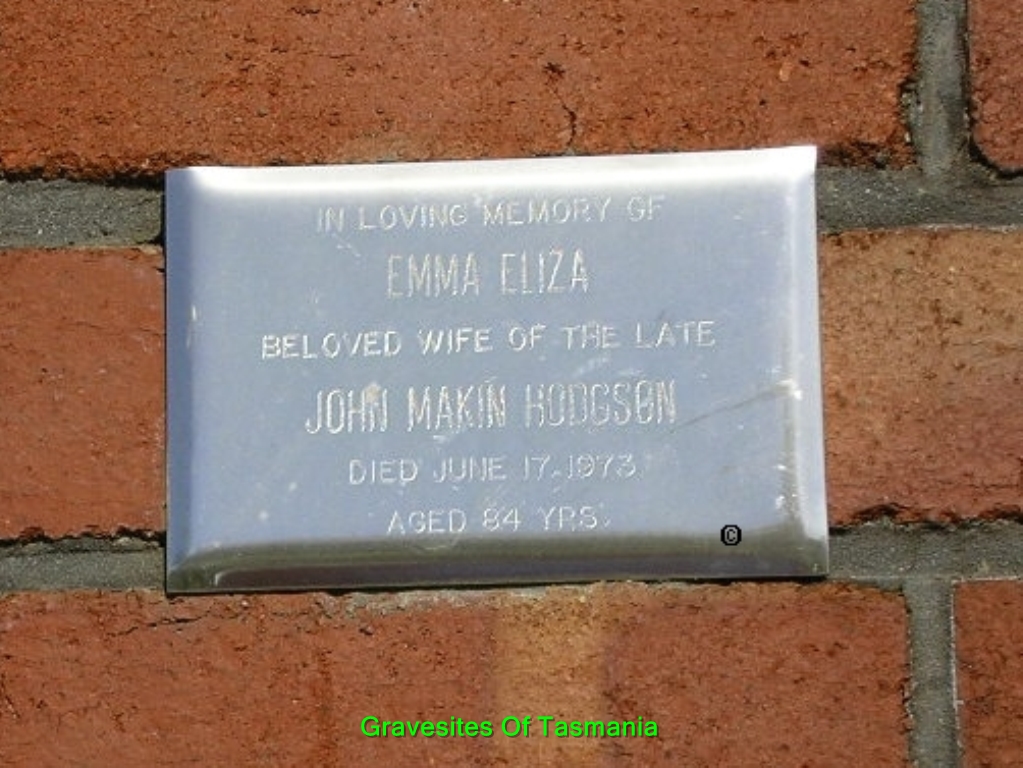 IN LOVING MEMORY OF
EMMA ELIZA
BELOVED WIFE OF THE LATE
JOHN MAKIN HODGSON
DIED JUNE 17. 1973
AGED 84 YRS.
©
Gravesites Of Tasmania